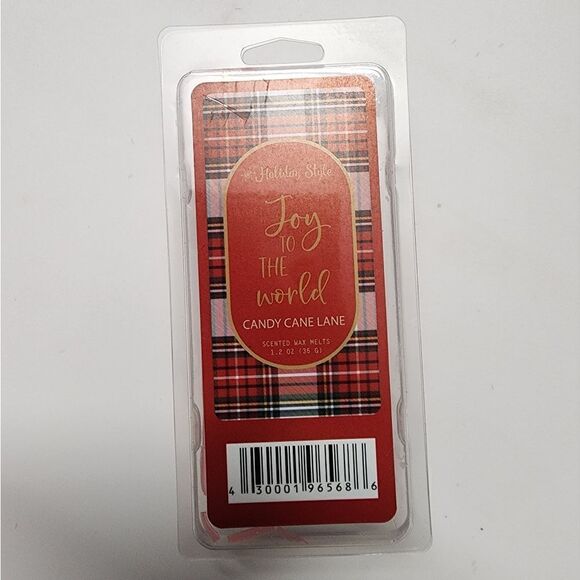 Holiday Style
Joy
TO
THE
world
CANDY CANE LANE
SCENTED WAX MELTS
1.2 OZ (36 G)
4 30001 96568 6